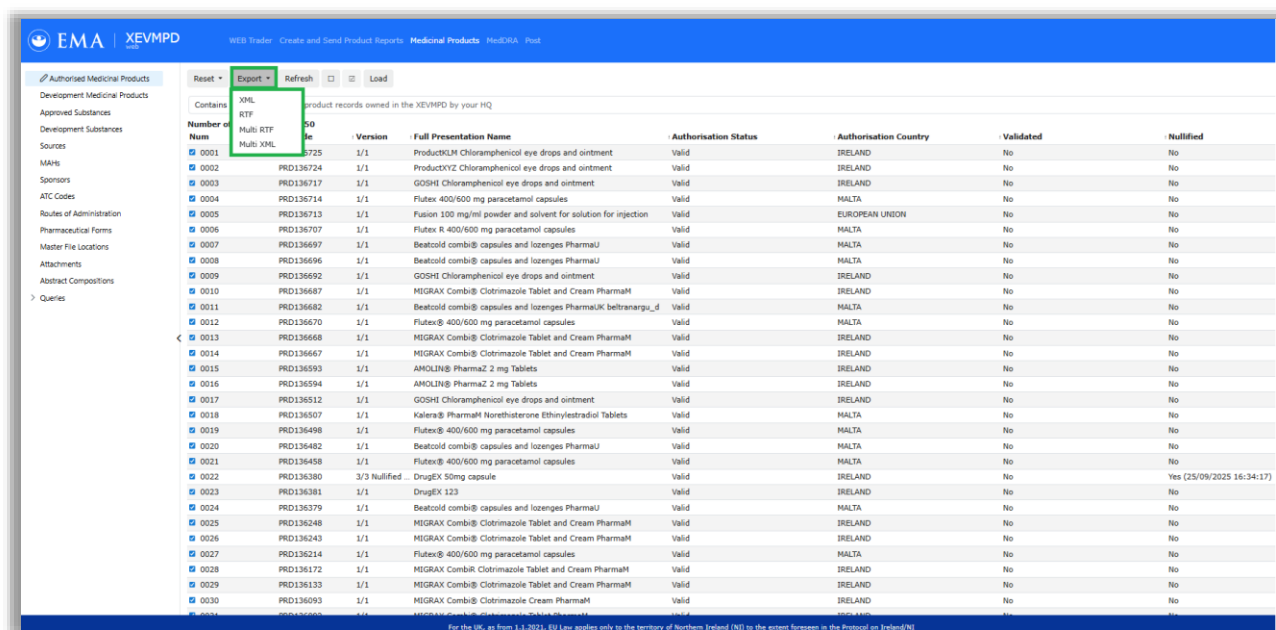 EMA | XEVMPD
web
WEB Trader Create and Send Product Reports Medicinal Products MedDRA Post
Authorised Medicinal Products
Development Medicinal Products
Approved Substances
Development Substances
Sources
MAHs
Sponsors
ATC Codes
Routes of Administration
Pharmaceutical Forms
Master File Locations
Attachments
Abstract Compositions
Queries
Reset Export Refresh Load
XML
RTF
Multi RTF
Multi XML
Contains product records owned in the XEVMPD by your HQ
Number of 50
Num de Version Full Presentation Name Authorisation Status Authorisation Country Validated Nullified
0001 5725 1/1 ProductKLM Chloramphenicol eye drops and ointment Valid IRELAND No No
0002 PRD136724 1/1 ProductXYZ Chloramphenicol eye drops and ointment Valid IRELAND No No
0003 PRD136717 1/1 GOSHI Chloramphenicol eye drops and ointment Valid IRELAND No No
0004 PRD136714 1/1 Flutex 400/600 mg paracetamol capsules Valid MALTA No No
0005 PRD136713 1/1 Fusion 100 mg/ml powder and solvent for solution for injection Valid EUROPEAN UNION No No
0006 PRD136707 1/1 Flutex R 400/600 mg paracetamol capsules Valid MALTA No No
0007 PRD136697 1/1 Beatcold combi® capsules and lozenges PharmaU Valid MALTA No No
0008 PRD136696 1/1 Beatcold combi® capsules and lozenges PharmaU Valid MALTA No No
0009 PRD136692 1/1 GOSHI Chloramphenicol eye drops and ointment Valid IRELAND No No
0010 PRD136687 1/1 MIGRAX Combi® Clotrimazole Tablet and Cream PharmaM Valid IRELAND No No
0011 PRD136682 1/1 Beatcold combi® capsules and lozenges PharmaUK beltranargu_d Valid MALTA No No
0012 PRD136670 1/1 Flutex® 400/600 mg paracetamol capsules Valid MALTA No No
0013 PRD136668 1/1 MIGRAX Combi® Clotrimazole Tablet and Cream PharmaM Valid IRELAND No No
0014 PRD136667 1/1 MIGRAX Combi® Clotrimazole Tablet and Cream PharmaM Valid IRELAND No No
0015 PRD136593 1/1 AMOLIN® PharmaZ 2 mg Tablets Valid IRELAND No No
0016 PRD136594 1/1 AMOLIN® PharmaZ 2 mg Tablets Valid IRELAND No No
0017 PRD136512 1/1 GOSHI Chloramphenicol eye drops and ointment Valid IRELAND No No
0018 PRD136507 1/1 Kalera® PharmaM Norethisterone Ethinylestradiol Tablets Valid MALTA No No
0019 PRD136498 1/1 Flutex® 400/600 mg paracetamol capsules Valid MALTA No No
0020 PRD136482 1/1 Beatcold combi® capsules and lozenges PharmaU Valid MALTA No No
0021 PRD136458 1/1 Flutex® 400/600 mg paracetamol capsules Valid MALTA No No
0022 PRD136380 3/3 Nullified ... DrugEX 50mg capsule Valid IRELAND No Yes (25/09/2025 16:34:17)
0023 PRD136381 1/1 DrugEX 123 Valid IRELAND No No
0024 PRD136379 1/1 Beatcold combi® capsules and lozenges PharmaU Valid MALTA No No
0025 PRD136248 1/1 MIGRAX Combi® Clotrimazole Tablet and Cream PharmaM Valid IRELAND No No
0026 PRD136243 1/1 MIGRAX Combi® Clotrimazole Tablet and Cream PharmaM Valid IRELAND No No
0027 PRD136214 1/1 Flutex® 400/600 mg paracetamol capsules Valid MALTA No No
0028 PRD136172 1/1 MIGRAX CombiR Clotrimazole Tablet and Cream PharmaM Valid IRELAND No No
0029 PRD136133 1/1 MIGRAX Combi® Clotrimazole Tablet and Cream PharmaM Valid IRELAND No No
0030 PRD136093 1/1 MIGRAX Combi® Clotrimazole Cream PharmaM Valid IRELAND No No
For the UK, as from 1.1.2021, EU Law applies only to the territory of Northern Ireland (NI) to the extent foreseen in the Protocol on Ireland/NI